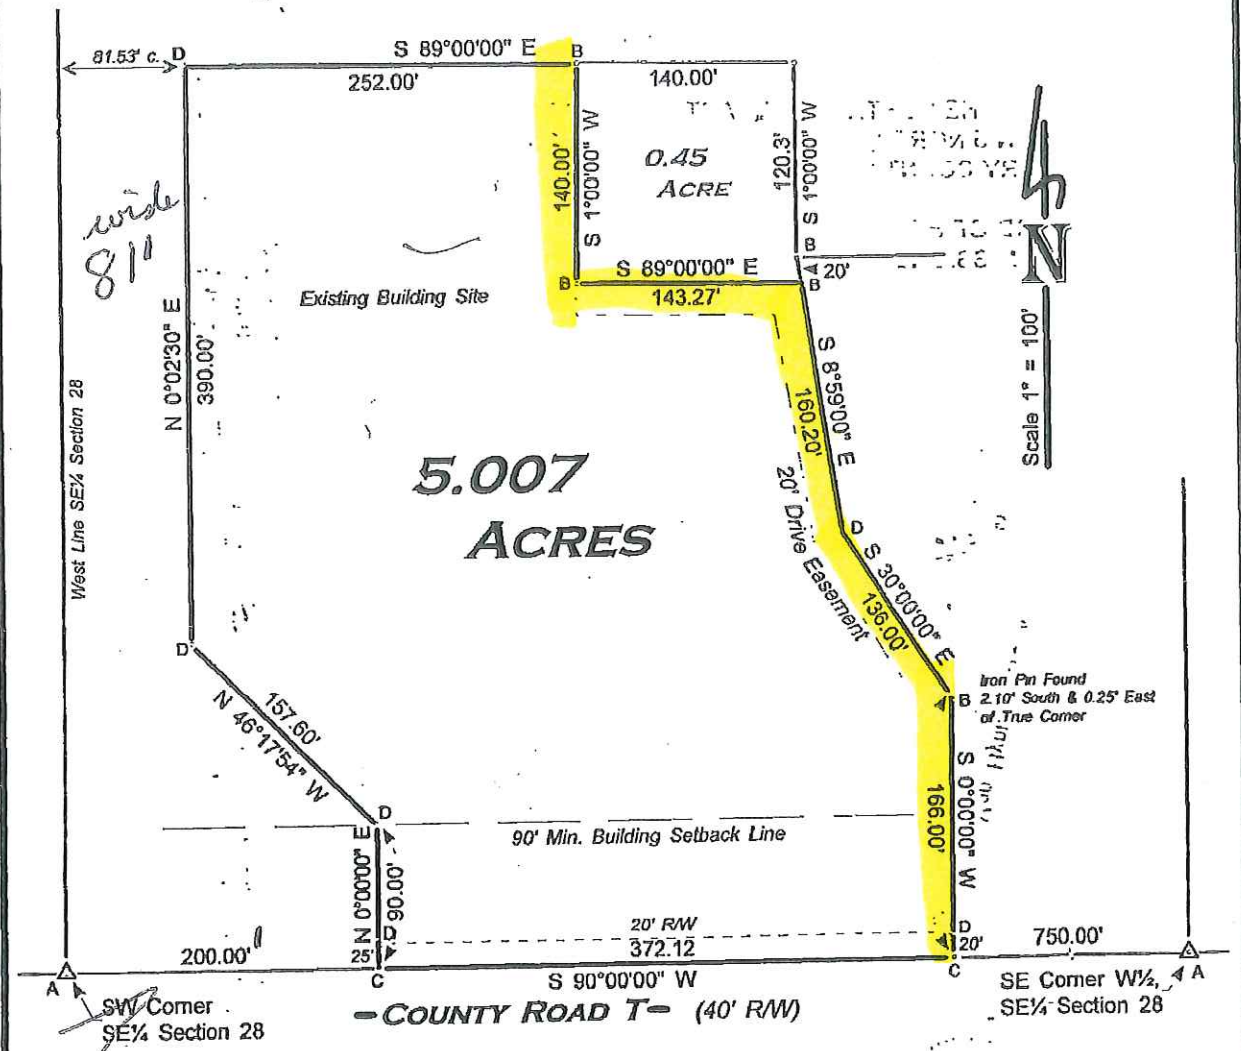 81.53' c.
D
S 89°00'00" E
B
252.00'
140.00'
140.00'
S 1°00'00" W
0.45
ACRE
120.3'
S 1°00'00" W
wide
81"
B
20'
B
S 89°00'00" E
143.27'
B
N
Scale 1" = 100'
Existing Building Site
N 0°02'30" E
390.00'
West Line SE¼ Section 28
S 8°59'00" E
160.20'
20' Drive Easement
5.007
ACRES
D
S 30°00'00" E
136.00'
D
157.60'
N 46°17'54" W
Iron Pin Found
B
2.10' South & 0.25' East
of True Corner
D
90' Min. Building Setback Line
N 0°00'00" E
90.00'
166.00'
S 0°00'00" W
D
25'
20' R/W
372.12
D
20'
750.00'
200.00'
A
C
S 90°00'00" W
C
A
SW Corner
SE¼ Section 28
COUNTY ROAD T (40' R/W)
SE Corner W½,
SE¼ Section 28